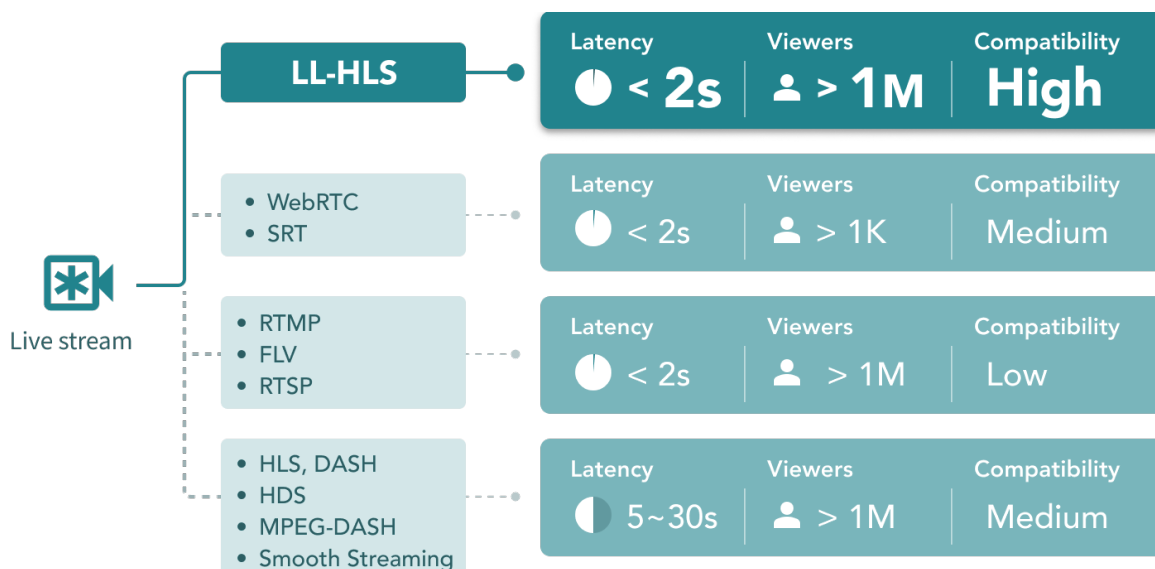 LL-HLS
Latency Viewers Compatibility
< 2s > 1M High
• WebRTC
• SRT
Latency Viewers Compatibility
< 2s > 1K Medium
Live stream
• RTMP
• FLV
• RTSP
Latency Viewers Compatibility
< 2s > 1M Low
• HLS, DASH
• HDS
• MPEG-DASH
• Smooth Streaming
Latency Viewers Compatibility
5~30s > 1M Medium